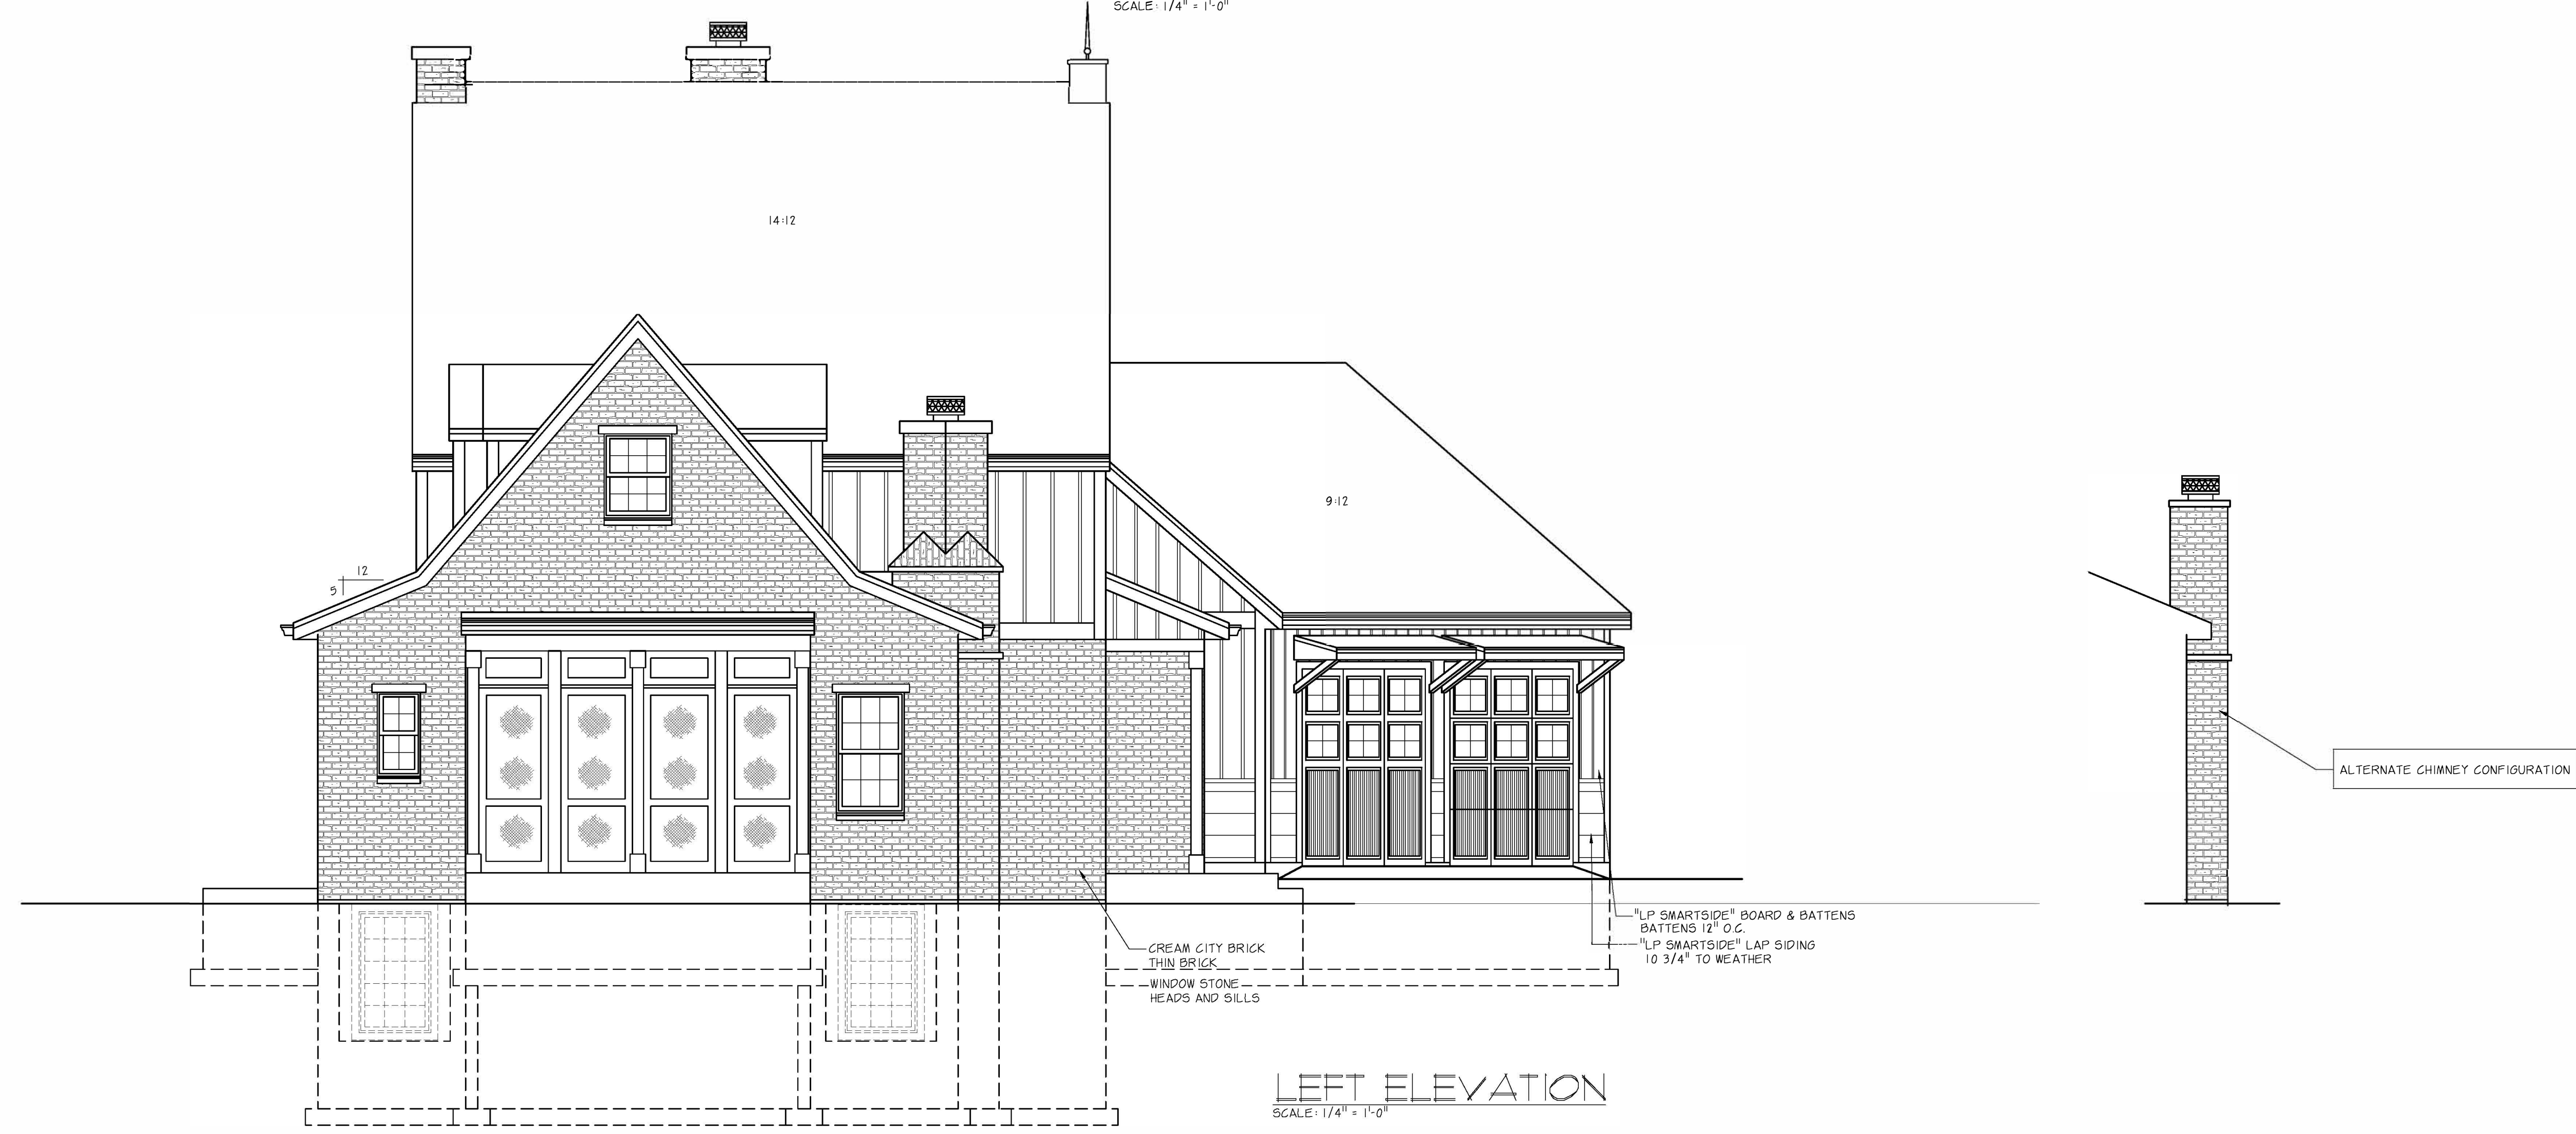 SCALE: 1/4" = 1'-0"
14:12
9:12
12
5
ALTERNATE CHIMNEY CONFIGURATION
"LP SMARTSIDE" BOARD & BATTENS
BATTENS 12" O.C.
"LP SMARTSIDE" LAP SIDING
10 3/4" TO WEATHER
CREAM CITY BRICK
THIN BRICK
WINDOW STONE
HEADS AND SILLS
LEFT ELEVATION
SCALE: 1/4" = 1'-0"